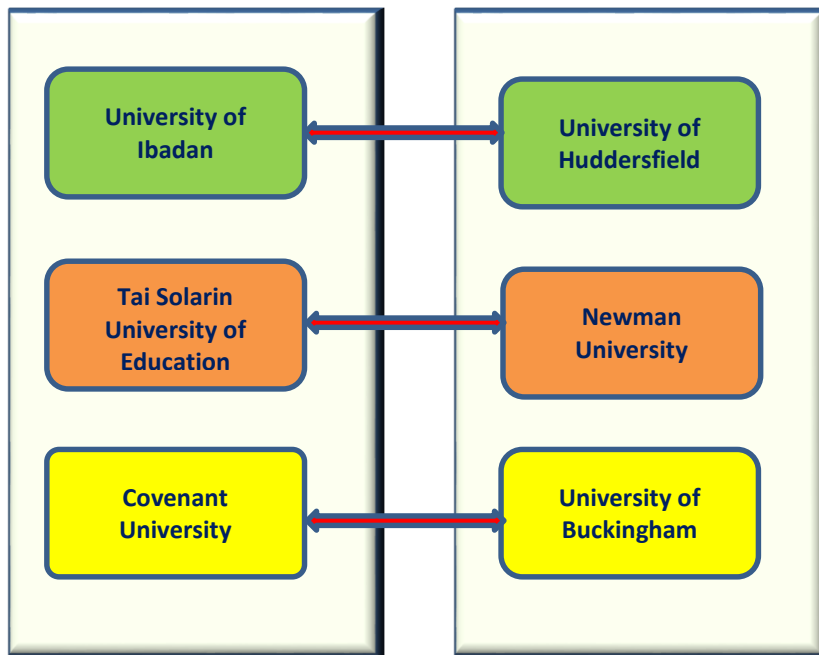 University of
Ibadan
University of
Huddersfield
Tai Solarin
University of
Education
Newman
University
Covenant
University
University of
Buckingham